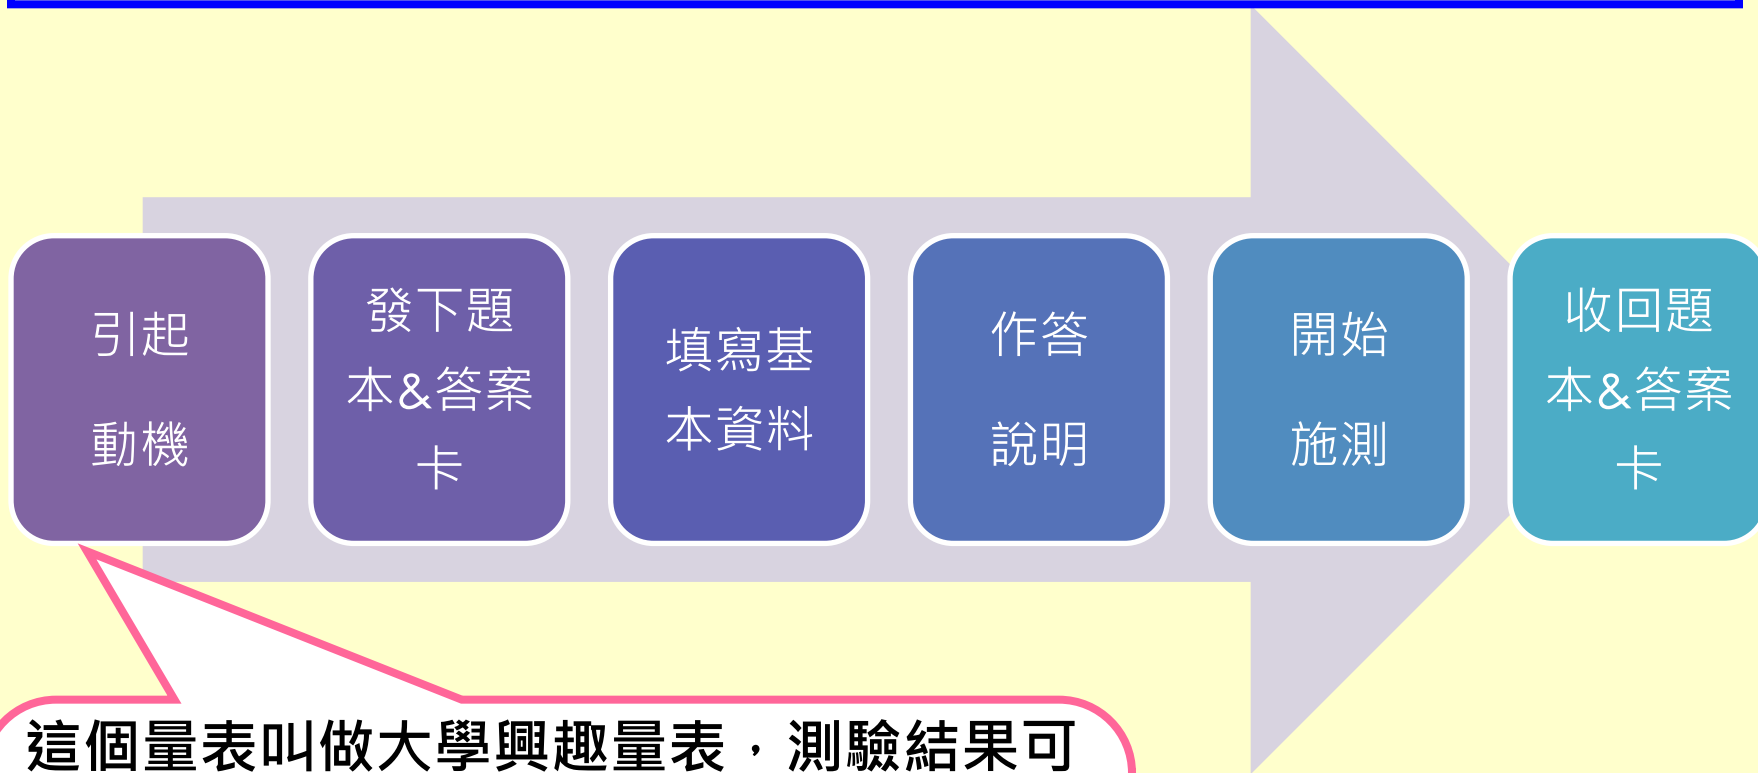 引起
動機
發下題
本&答案
卡
填寫基
本資料
作答
說明
開始
施測
收回題
本&答案
卡
這個量表叫做大學興趣量表，測驗結果可